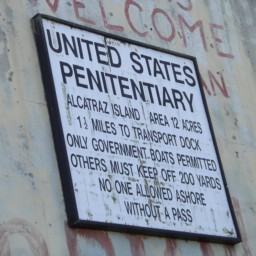 WELCOME
UNITED STATES
PENITENTIARY
ALCATRAZ ISLAND AREA 12 ACRES
1½ MILES TO TRANSPORT DOCK
ONLY GOVERNMENT BOATS PERMITTED
OTHERS MUST KEEP OFF 200 YARDS
NO ONE ALLOWED ASHORE
WITHOUT A PASS